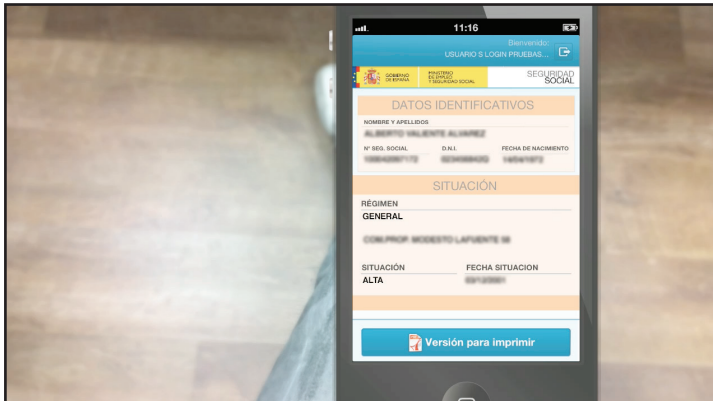 11:16
Bienvenido:
USUARIO S LOGIN PRUEBAS...
GOBIERNO
DE ESPAÑA
MINISTERIO
DE EMPLEO
Y SEGURIDAD SOCIAL
SEGURIDAD
SOCIAL
DATOS IDENTIFICATIVOS
NOMBRE Y APELLIDOS
Nº SEG. SOCIAL D.N.I. FECHA DE NACIMIENTO
SITUACIÓN
RÉGIMEN
GENERAL
SITUACIÓN FECHA SITUACION
ALTA
Versión para imprimir